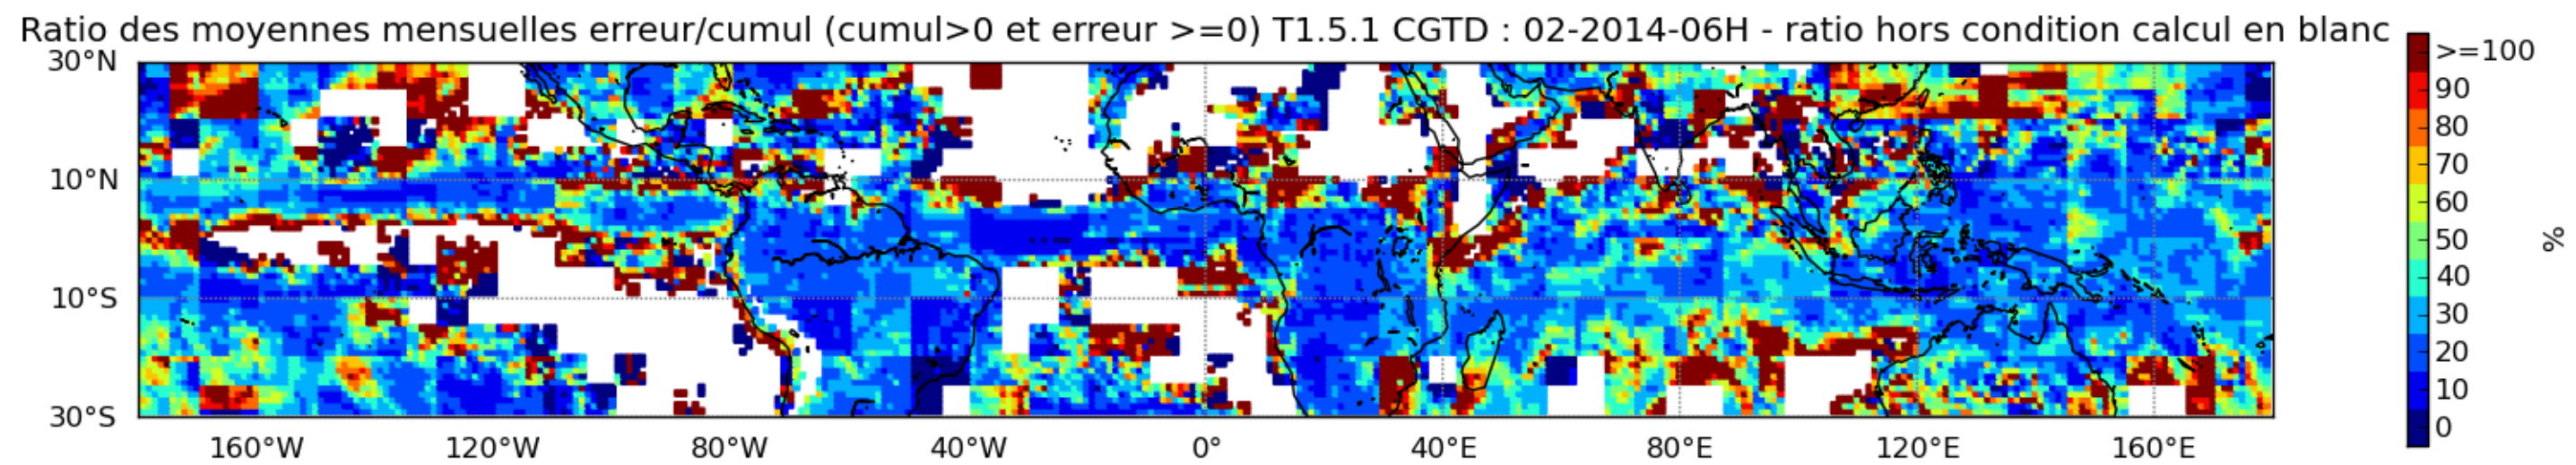 Ratio des moyennes mensuelles erreur/cumul (cumul>0 et erreur >=0) T1.5.1 CGTD : 02-2014-06H - ratio hors condition calcul en blanc
30°N
10°N
10°S
30°S
160°W 120°W 80°W 40°W 0° 40°E 80°E 120°E 160°E
>=100
90
80
70
60
50
40
30
20
10
0
%